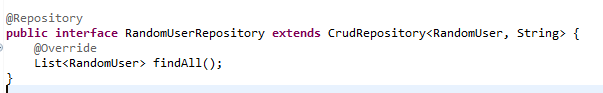 @Repository
public interface RandomUserRepository extends CrudRepository<RandomUser, String> {
    @Override
    List<RandomUser> findAll();
}